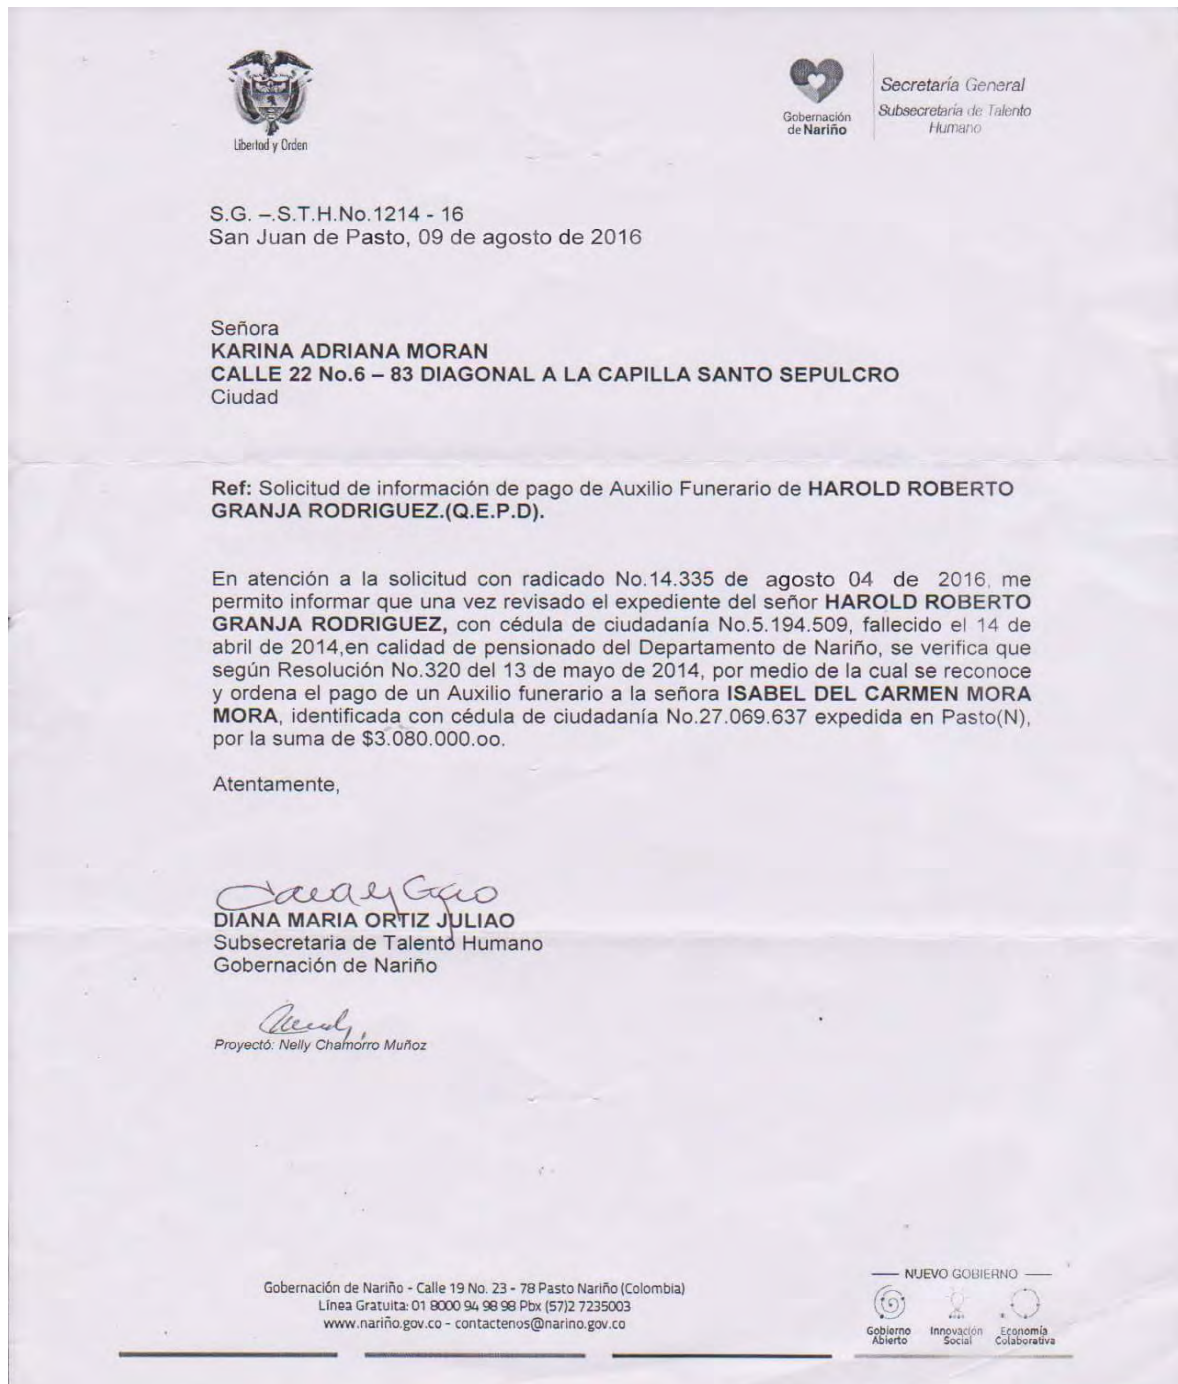 Libertad y Orden
Gobernación
de Nariño
Secretaría General
Subsecretaría de Talento
Humano
S.G. –.S.T.H.No.1214 - 16
San Juan de Pasto, 09 de agosto de 2016
Señora
KARINA ADRIANA MORAN
CALLE 22 No.6 – 83 DIAGONAL A LA CAPILLA SANTO SEPULCRO
Ciudad
Ref: Solicitud de información de pago de Auxilio Funerario de HAROLD ROBERTO
GRANJA RODRIGUEZ.(Q.E.P.D).
En atención a la solicitud con radicado No.14.335 de agosto 04 de 2016, me
permito informar que una vez revisado el expediente del señor HAROLD ROBERTO
GRANJA RODRIGUEZ, con cédula de ciudadanía No.5.194.509, fallecido el 14 de
abril de 2014,en calidad de pensionado del Departamento de Nariño, se verifica que
según Resolución No.320 del 13 de mayo de 2014, por medio de la cual se reconoce
y ordena el pago de un Auxilio funerario a la señora ISABEL DEL CARMEN MORA
MORA, identificada con cédula de ciudadanía No.27.069.637 expedida en Pasto(N),
por la suma de $3.080.000.oo.
Atentamente,
DIANA MARIA ORTIZ JULIAO
Subsecretaria de Talento Humano
Gobernación de Nariño
Proyectó: Nelly Chamorro Muñoz
Gobernación de Nariño - Calle 19 No. 23 - 78 Pasto Nariño (Colombia)
Línea Gratuita: 01 8000 94 98 98 Pbx (57)2 7235003
www.nariño.gov.co - contactenos@narino.gov.co
NUEVO GOBIERNO
Gobierno
Abierto
Innovación
Social
Economía
Colaborativa